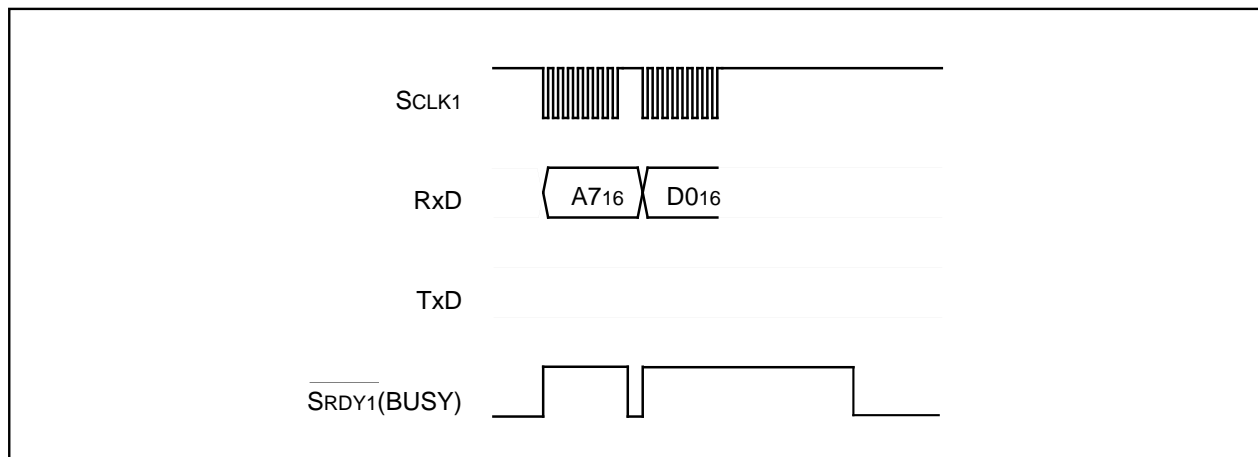 SCLK1
RxD
A716
D016
TxD
SRDY1(BUSY)